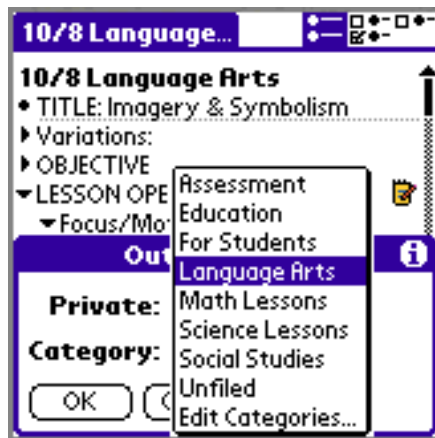 10/8 Language...
10/8 Language Arts
• TITLE: Imagery & Symbolism
Variations:
OBJECTIVE
LESSON OPE
Focus/Mo
Out
Private:
Category:
OK
Assessment
Education
For Students
Language Arts
Math Lessons
Science Lessons
Social Studies
Unfiled
Edit Categories...